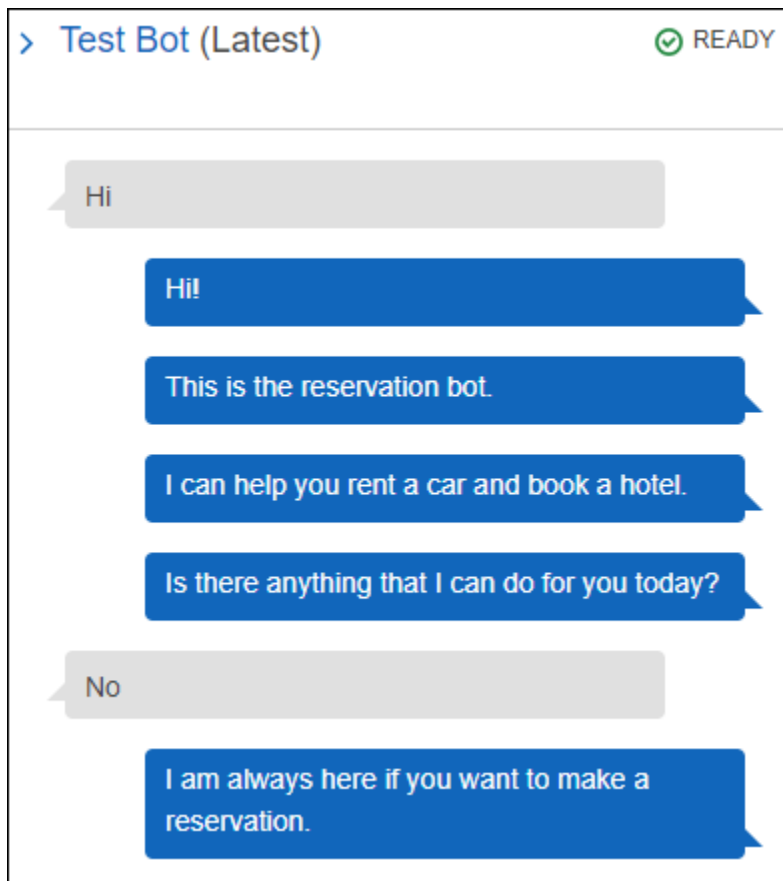 Test Bot (Latest) READY
Hi
Hi!
This is the reservation bot.
I can help you rent a car and book a hotel.
Is there anything that I can do for you today?
No
I am always here if you want to make a
reservation.